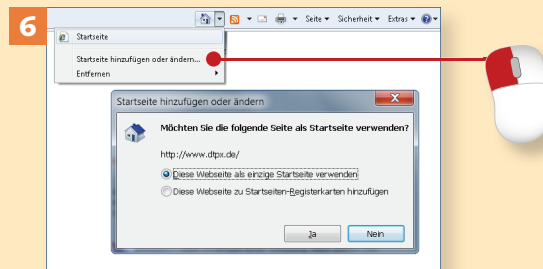 6
Seite Sicherheit Extras
Startseite
Startseite hinzufügen oder ändern...
Entfernen
Startseite hinzufügen oder ändern
Möchten Sie die folgende Seite als Startseite verwenden?
http://www.dtpx.de/
Diese Webseite als einzige Startseite verwenden
Diese Webseite zu Startseiten-Registerkarten hinzufügen
Ja Nein